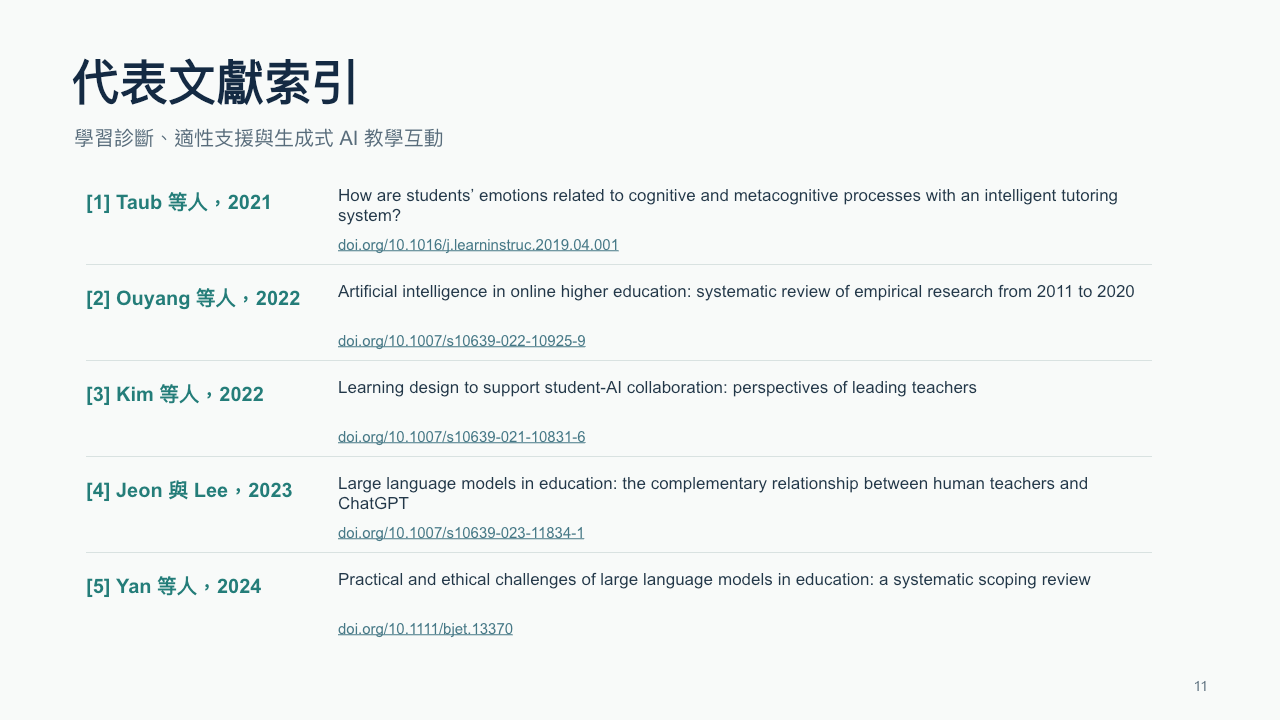 代表文獻索引
學習診斷、適性支援與生成式 AI 教學互動
[1] Taub 等人，2021
How are students’ emotions related to cognitive and metacognitive processes with an intelligent tutoring
system?
doi.org/10.1016/j.learninstruc.2019.04.001
[2] Ouyang 等人，2022
Artificial intelligence in online higher education: systematic review of empirical research from 2011 to 2020
doi.org/10.1007/s10639-022-10925-9
[3] Kim 等人，2022
Learning design to support student-AI collaboration: perspectives of leading teachers
doi.org/10.1007/s10639-021-10831-6
[4] Jeon 與 Lee，2023
Large language models in education: the complementary relationship between human teachers and
ChatGPT
doi.org/10.1007/s10639-023-11834-1
[5] Yan 等人，2024
Practical and ethical challenges of large language models in education: a systematic scoping review
doi.org/10.1111/bjet.13370
11